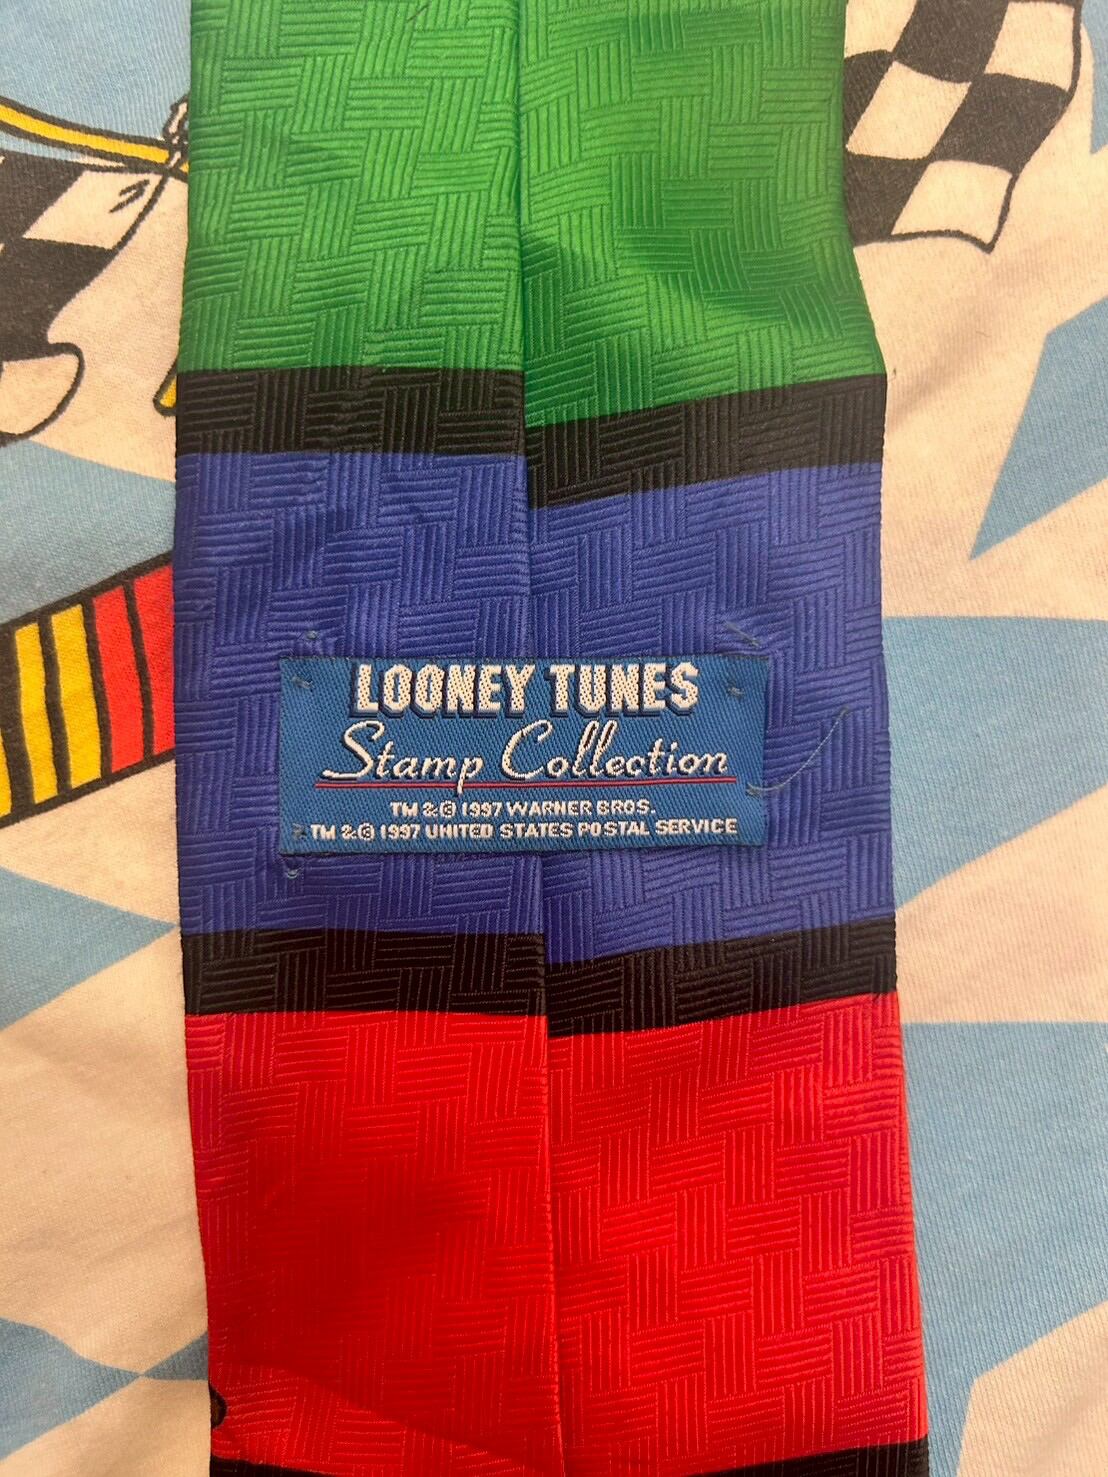 LOONEY TUNES
Stamp Collection
TM & © 1997 WARNER BROS.
TM & © 1997 UNITED STATES POSTAL SERVICE